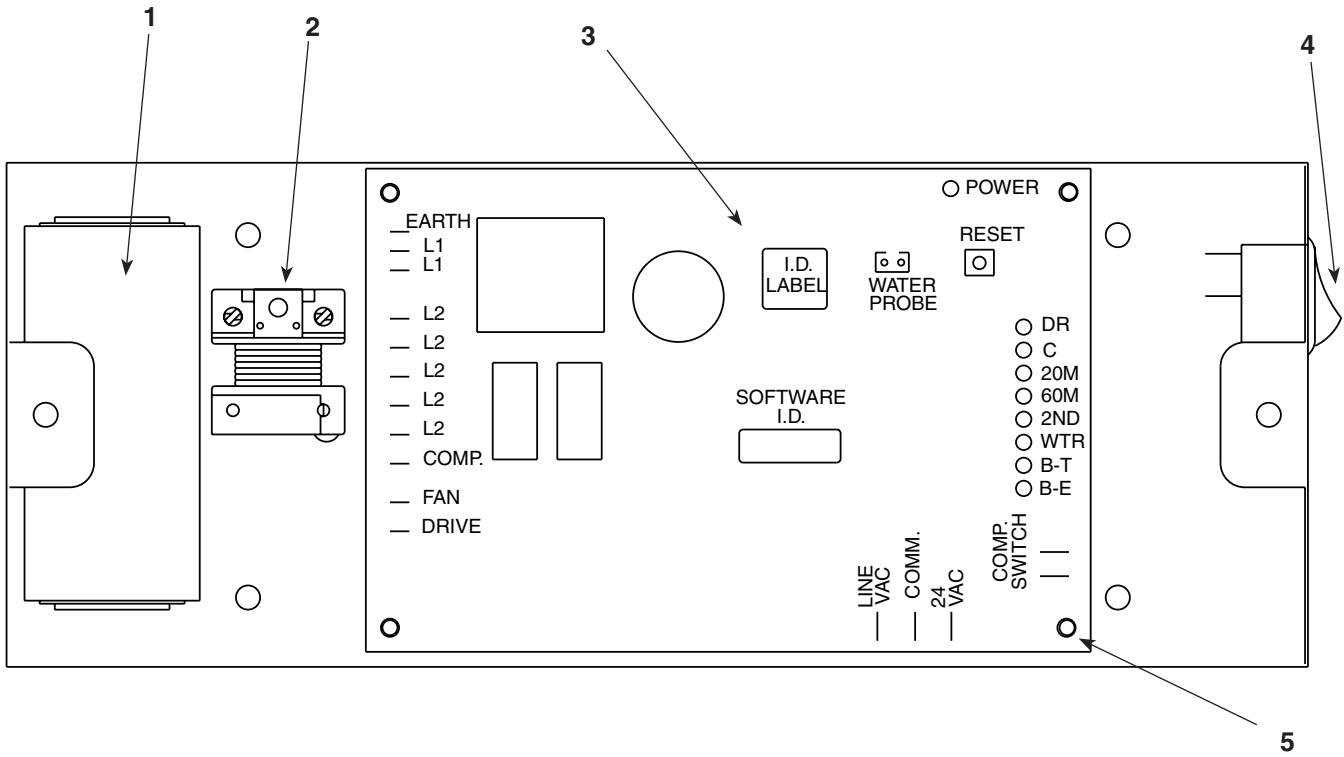 1
2
3
4
POWER
EARTH
L1
L1
L2
L2
L2
L2
L2
COMP.
FAN
DRIVE
I.D.
LABEL
WATER
PROBE
RESET
SOFTWARE
I.D.
DR
C
20M
60M
2ND
WTR
B-T
B-E
COMP.
SWITCH
LINE
VAC
COMM.
24
VAC
5